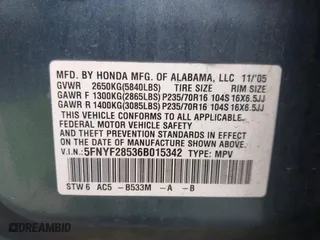 MFD. BY HONDA MFG. OF ALABAMA, LLC 11/'05
GVWR 2650KG(5840LBS) TIRE SIZE RIM SIZE
GAWR F 1300KG(2865LBS) P235/70R16 104S 16X6.5JJ
GAWR R 1400KG(3085LBS) P235/70R16 104S 16X6.5JJ
THIS VEHICLE CONFORMS TO ALL APPLICABLE
FEDERAL MOTOR VEHICLE SAFETY STANDARDS IN
EFFECT ON THE DATE OF MANUFACTURE SHOWN ABOVE.
V.I.N.: 5FNYF28536B015342 TYPE: MPV
STW 6 AC5 -B533M -A -B
DREAMBID.COM